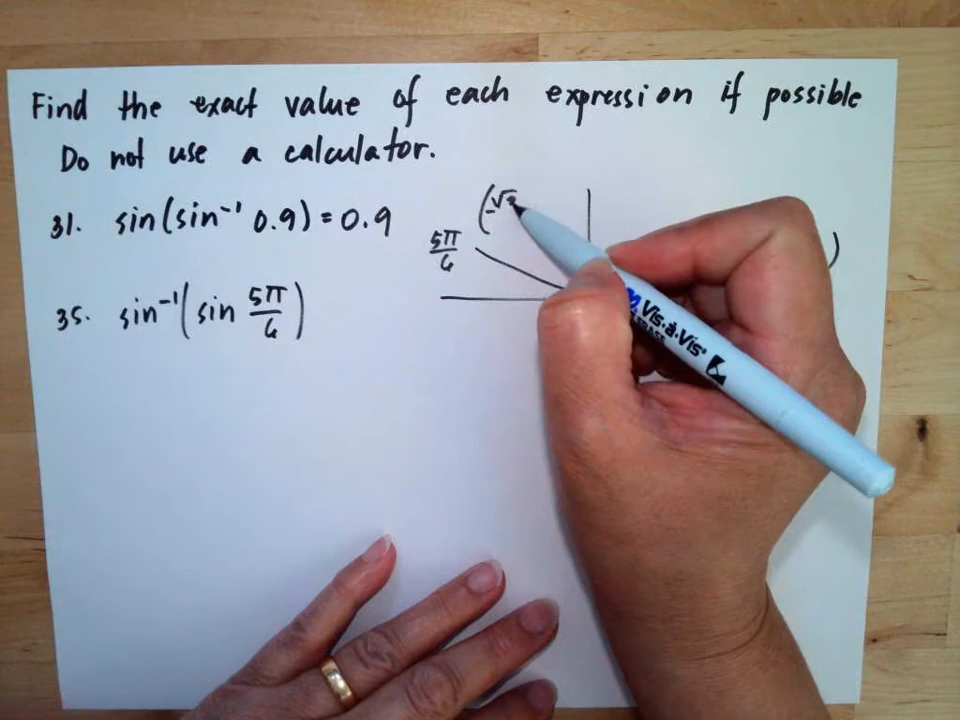 Find the exact value of each expression if possible
Do not use a calculator.
31. sin(sin⁻¹ 0.9) = 0.9
35. sin⁻¹(sin 5π/6)
5π/6
(-√3
)
Vis·à·Vis®